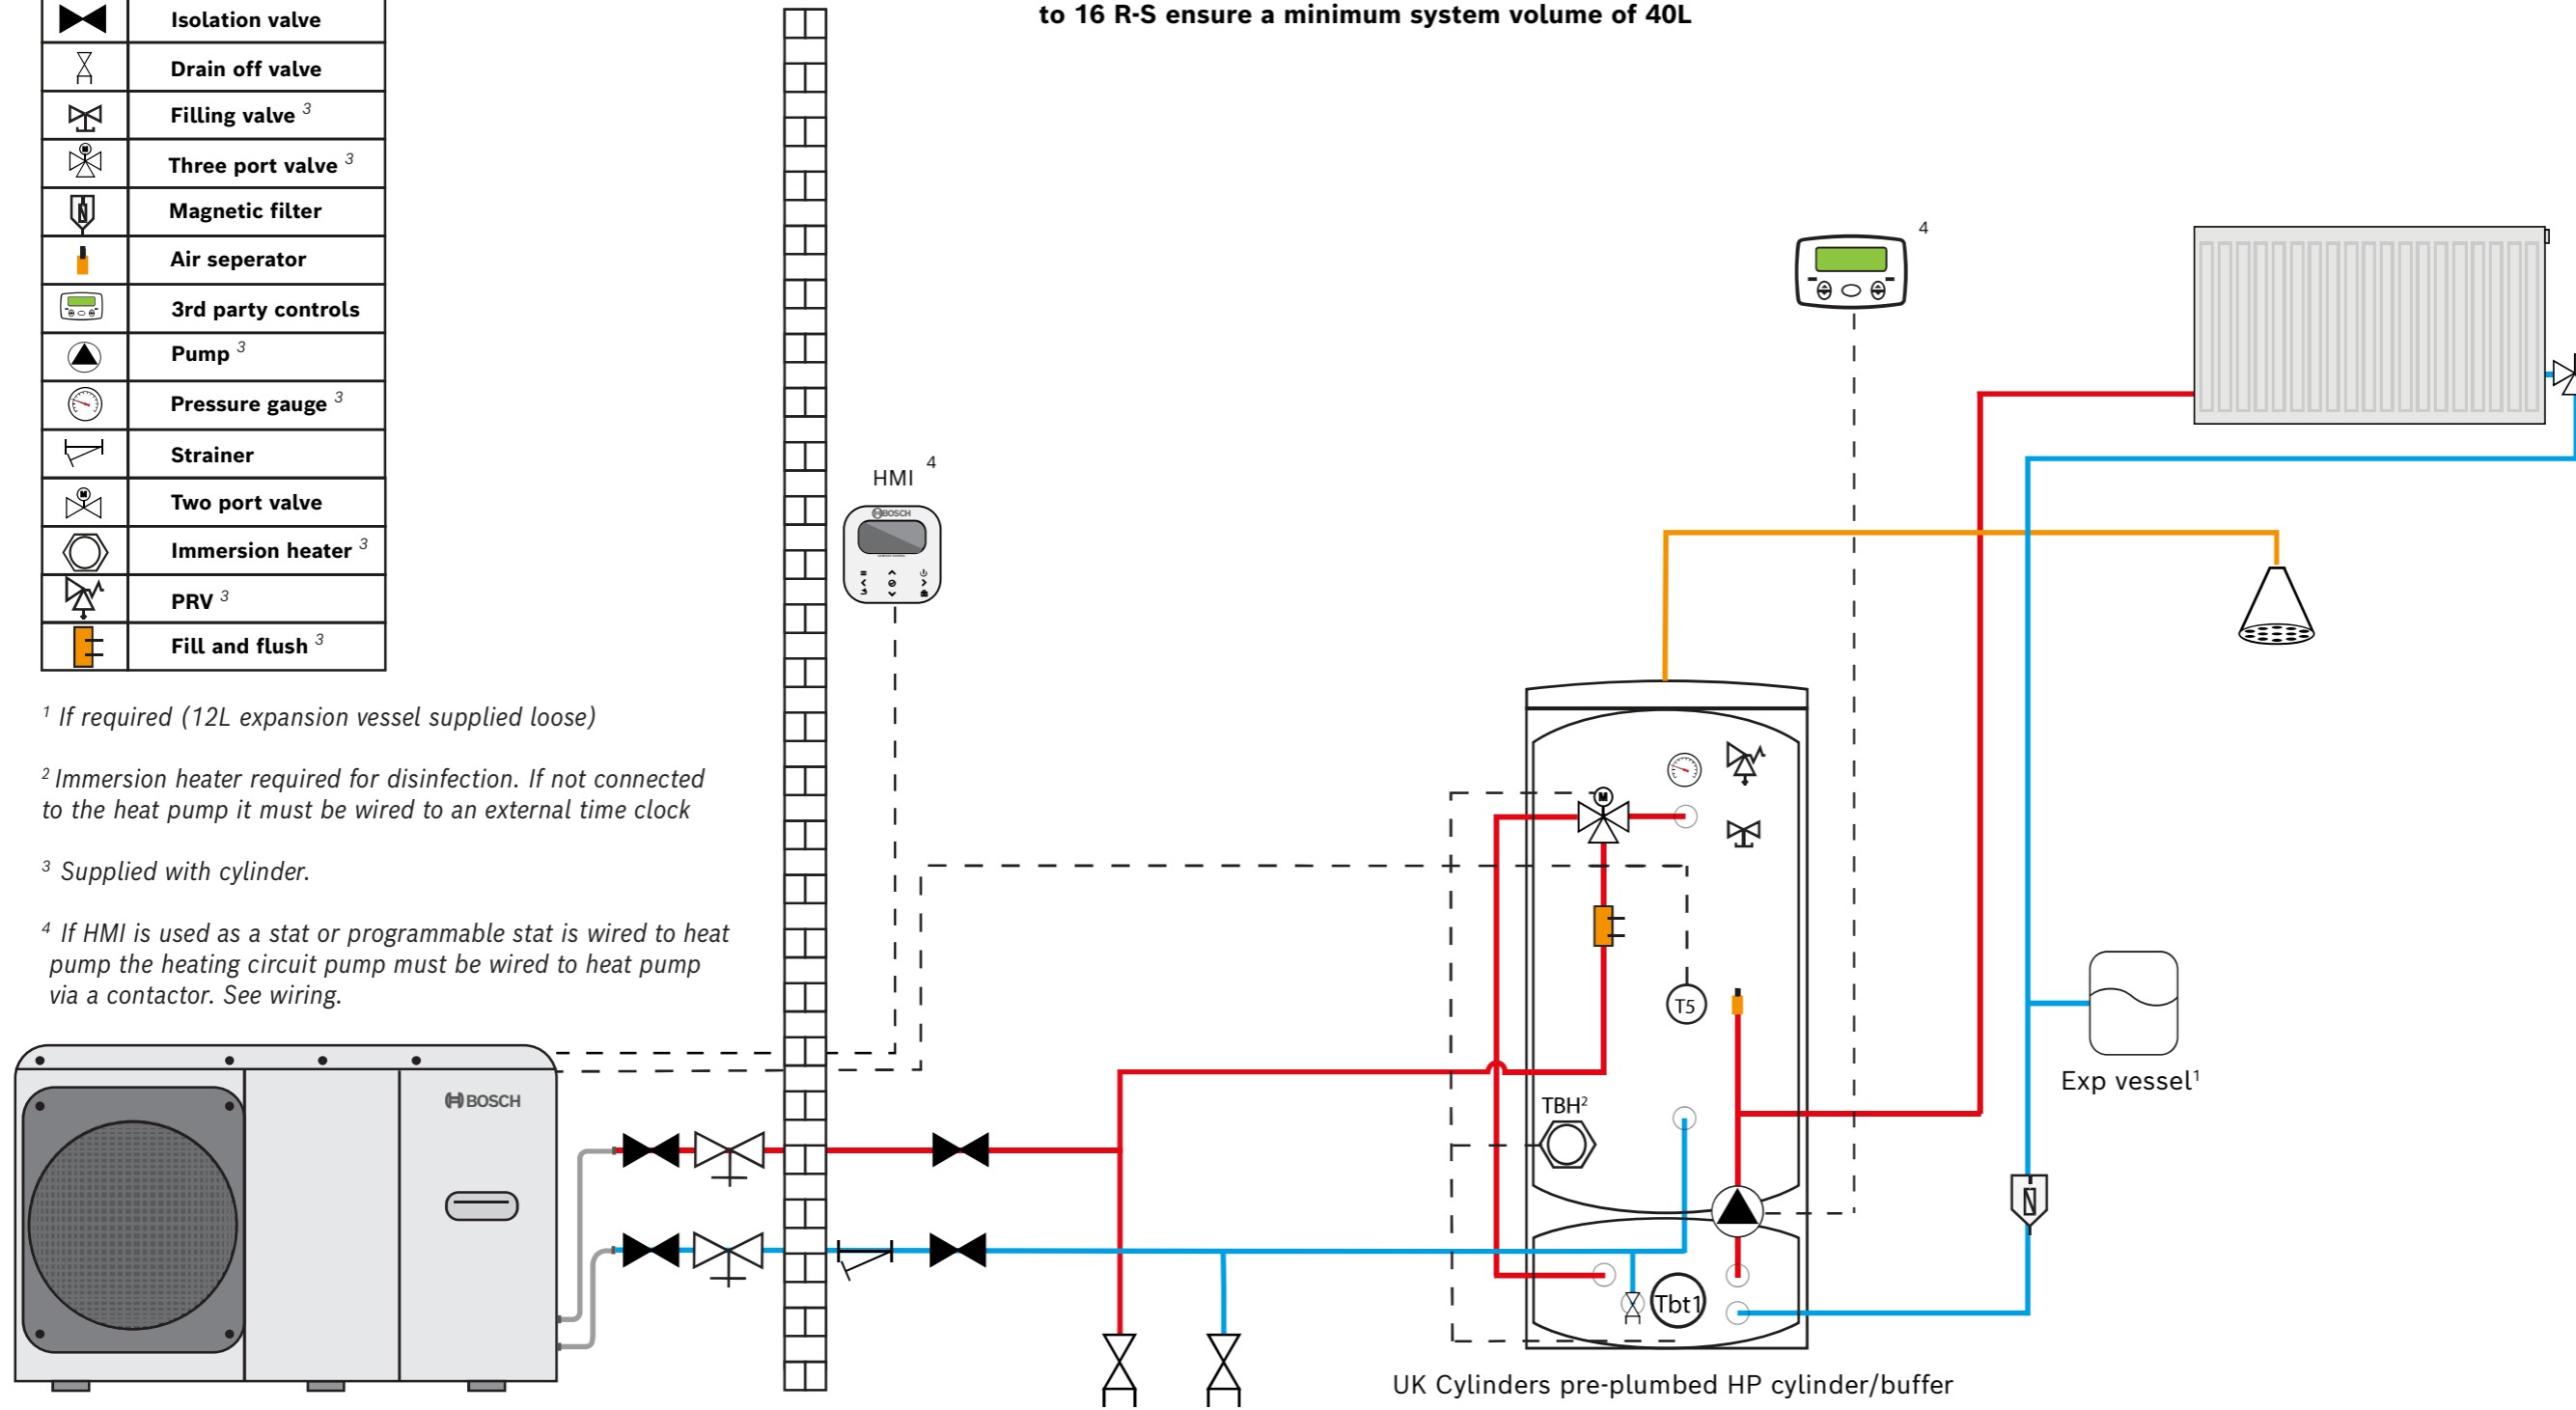 to 16 R-S ensure a minimum system volume of 40L
Isolation valve
Drain off valve
Filling valve 3
Three port valve 3
Magnetic filter
Air seperator
3rd party controls
Pump 3
Pressure gauge 3
Strainer
Two port valve
Immersion heater 3
PRV 3
Fill and flush 3
1 If required (12L expansion vessel supplied loose)
2 Immersion heater required for disinfection. If not connected
to the heat pump it must be wired to an external time clock
3 Supplied with cylinder.
4 If HMI is used as a stat or programmable stat is wired to heat
pump the heating circuit pump must be wired to heat pump
via a contactor. See wiring.
BOSCH
HMI 4
BOSCH
4
M
T5
TBH2
Tbt1
Exp vessel1
UK Cylinders pre-plumbed HP cylinder/buffer